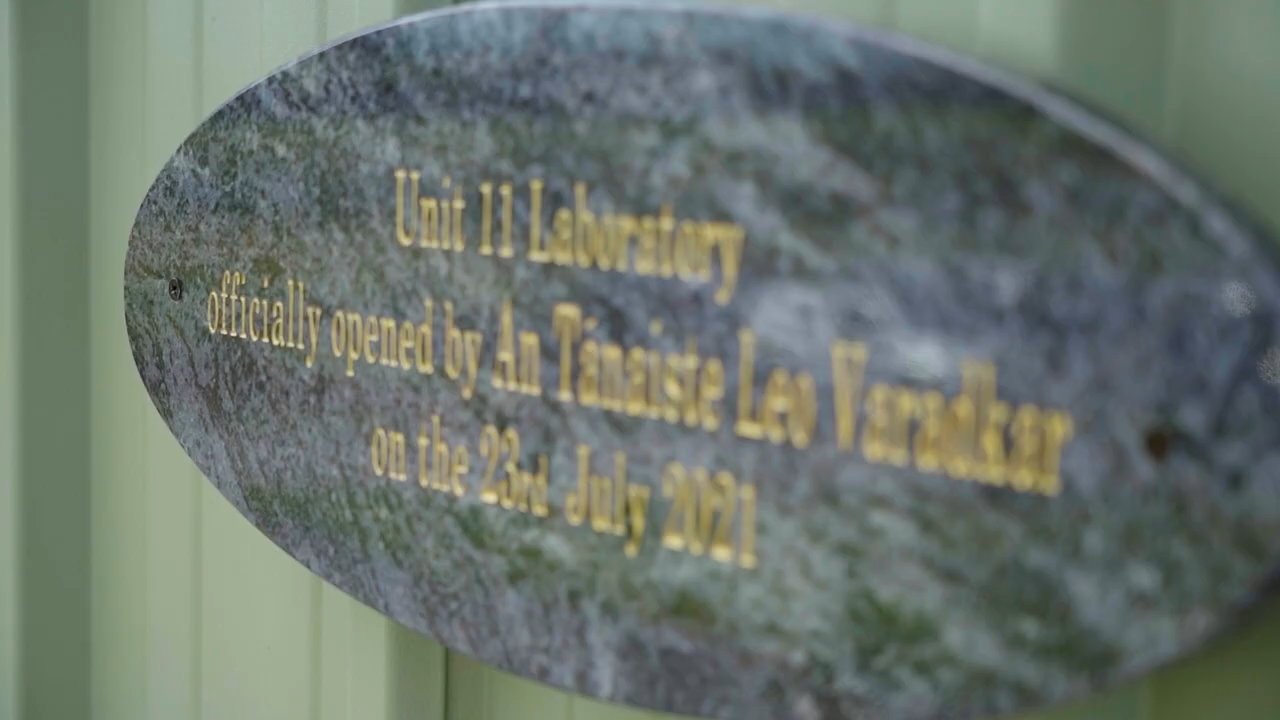 Unit 11 Laboratory
officially opened by An Tánaiste Leo Varadkar
on the 23rd July 2021